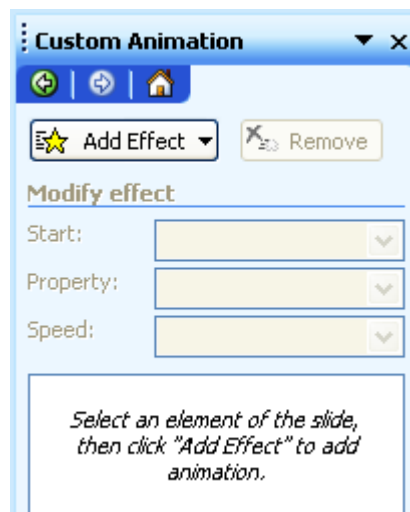 Custom Animation
Add Effect
Remove
Modify effect
Start:
Property:
Speed:
Select an element of the slide,
then click "Add Effect" to add
animation.